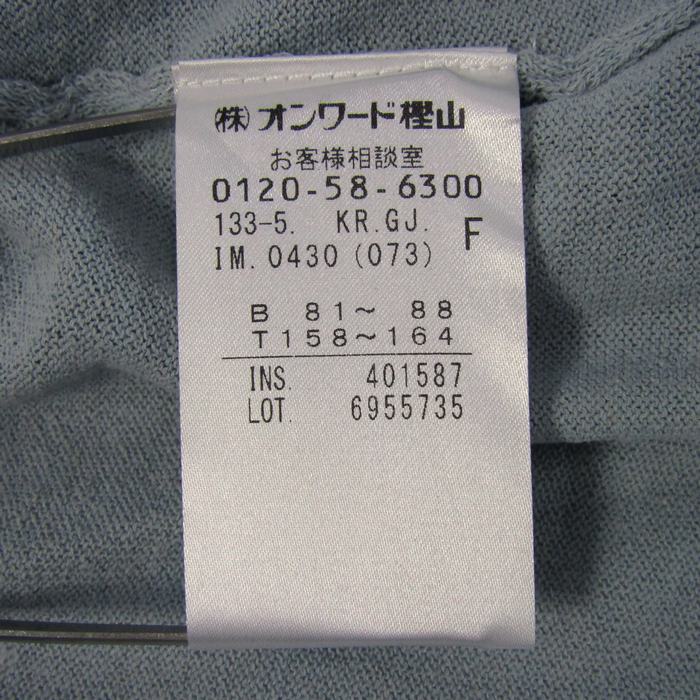 ㈱オンワード樫山
お客様相談室
0120-58-6300
133-5. KR.GJ. F
IM.0430(073)
B 81〜 88
T158〜164
INS. 401587
LOT. 6955735